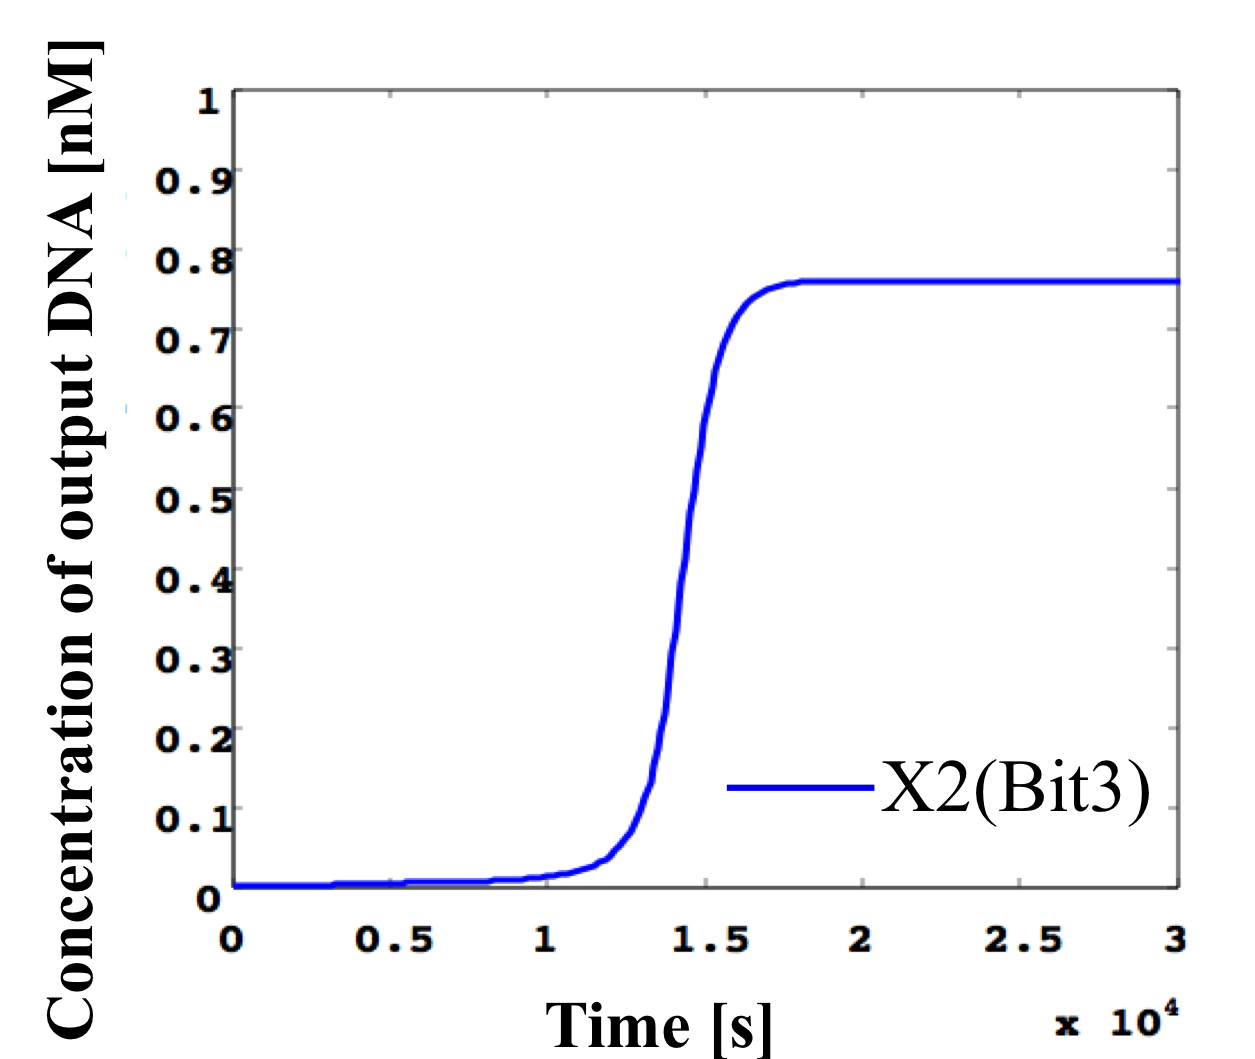 Concentration of output DNA [nM]
1
0.9
0.8
0.7
0.6
0.5
0.4
0.3
0.2
0.1
0
X2(Bit3)
0 0.5 1 1.5 2 2.5 3
Time [s]
x 10⁴